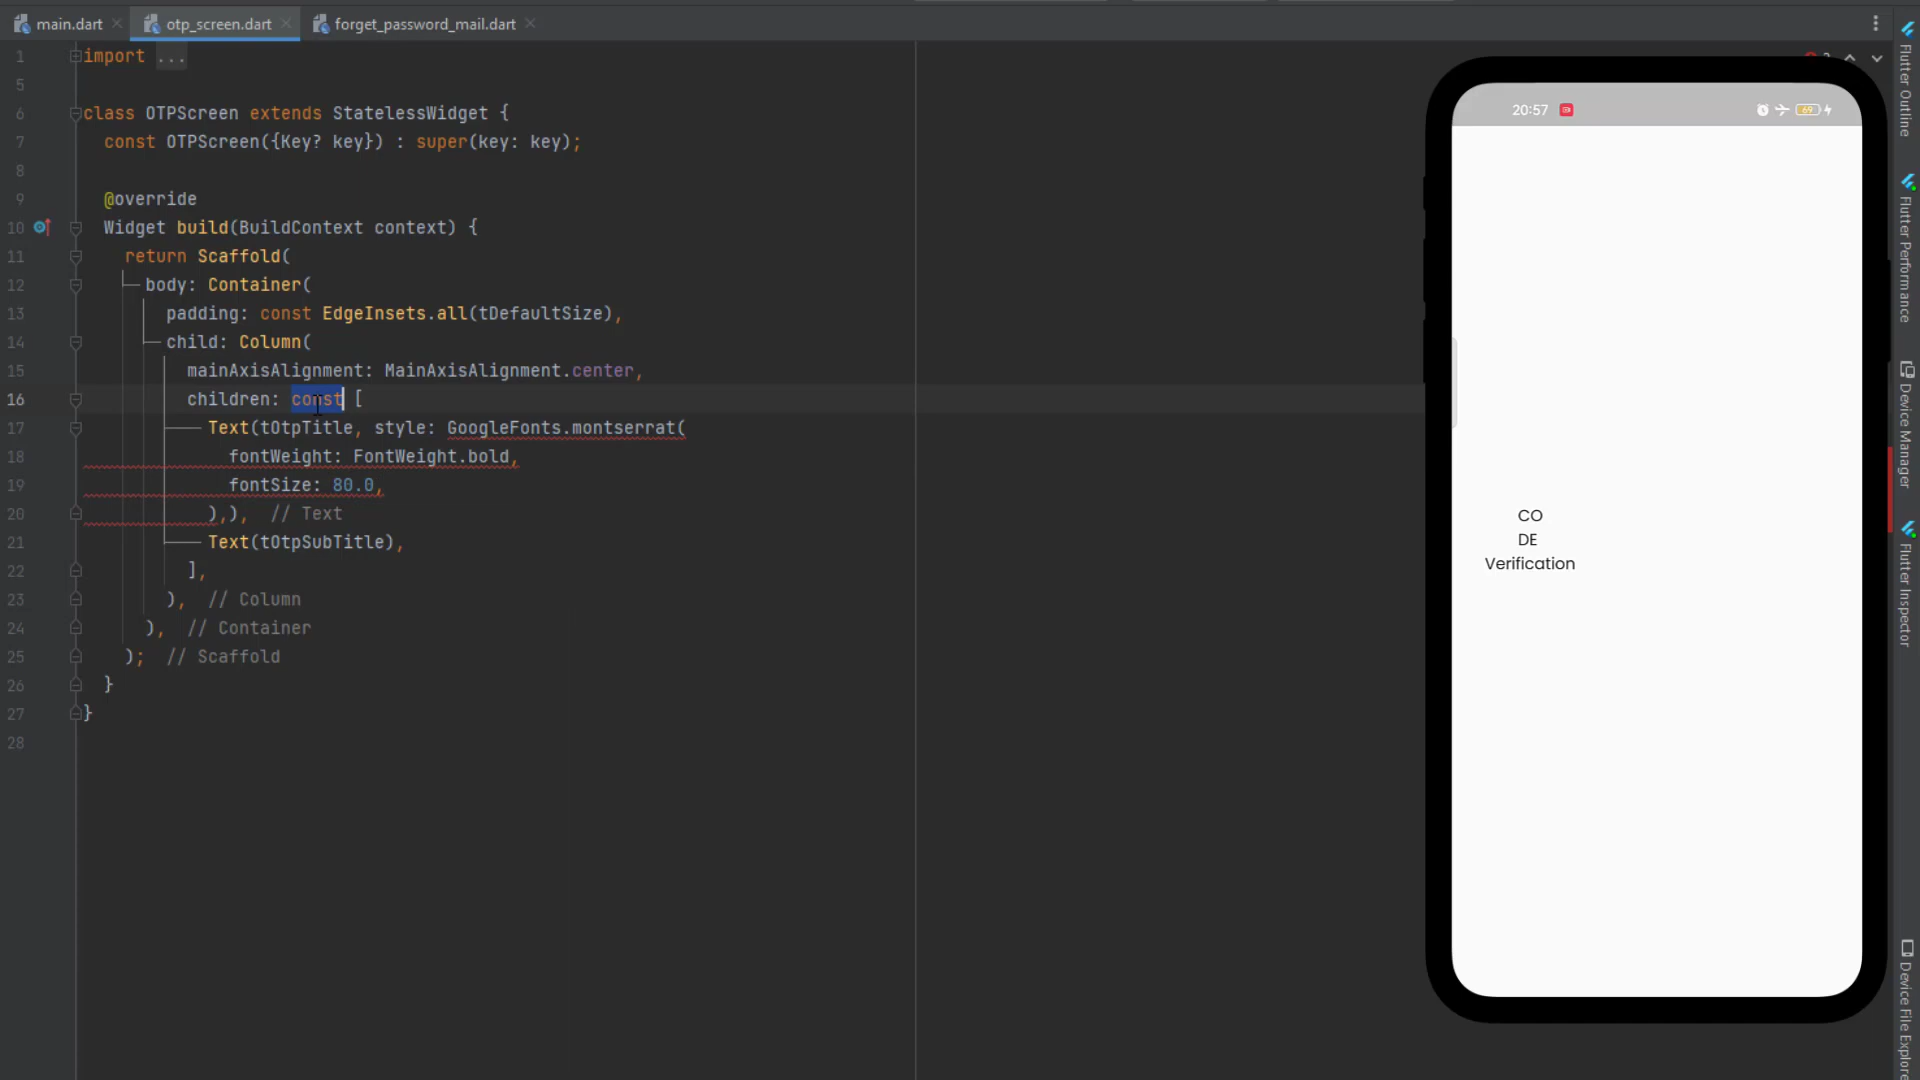 main.dart
otp_screen.dart
forget_password_mail.dart
1 import ...
5
6 class OTPScreen extends StatelessWidget {
7 const OTPScreen({Key? key}) : super(key: key);
8
9 @override
10 Widget build(BuildContext context) {
11 return Scaffold(
12 body: Container(
13 padding: const EdgeInsets.all(tDefaultSize),
14 child: Column(
15 mainAxisAlignment: MainAxisAlignment.center,
16 children: const [
17 Text(tOtpTitle, style: GoogleFonts.montserrat(
18 fontWeight: FontWeight.bold,
19 fontSize: 80.0,
20 ),), // Text
21 Text(tOtpSubTitle),
22 ],
23 ), // Column
24 ), // Container
25 ); // Scaffold
26 }
27 }
28
20:57
69
CO
DE
Verification
Flutter Outline
Flutter Performance
Device Manager
Flutter Inspector
Device File Explore